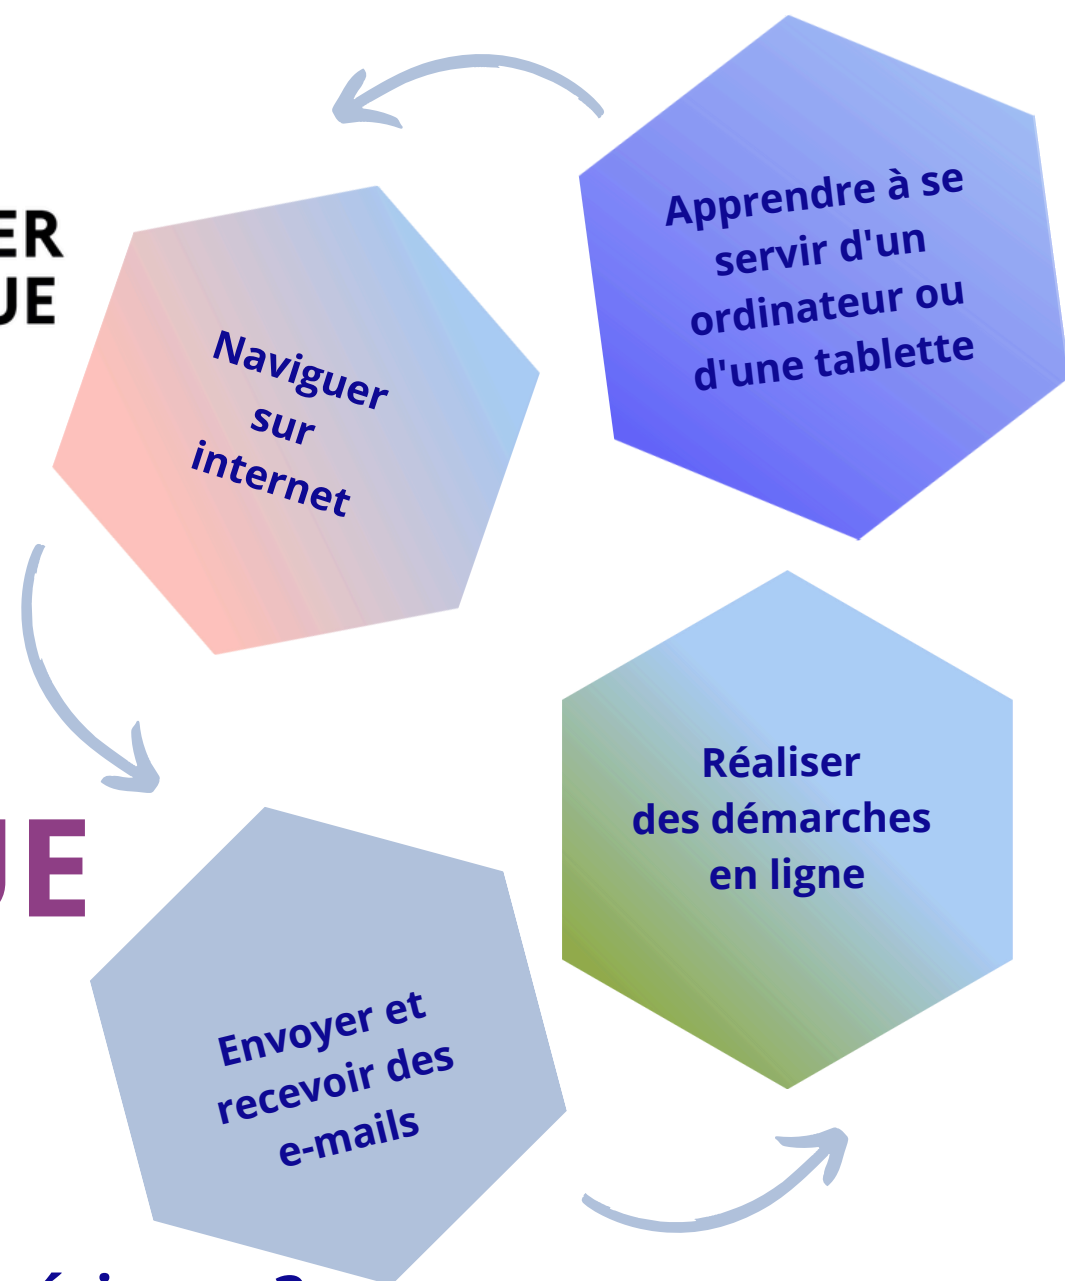 ER
UE
Apprendre à se
servir d'un
ordinateur ou
d'une tablette
Naviguer
sur
internet
Réaliser
des démarches
en ligne
UE
Envoyer et
recevoir des
e-mails